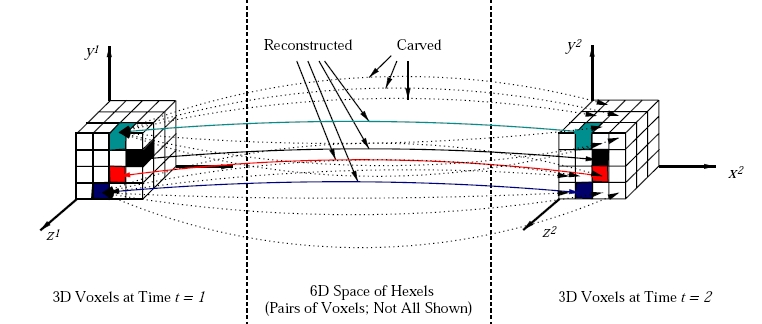 y1
Reconstructed
Carved
y2
x2
z1
z2
3D Voxels at Time t = 1
6D Space of Hexels
(Pairs of Voxels; Not All Shown)
3D Voxels at Time t = 2